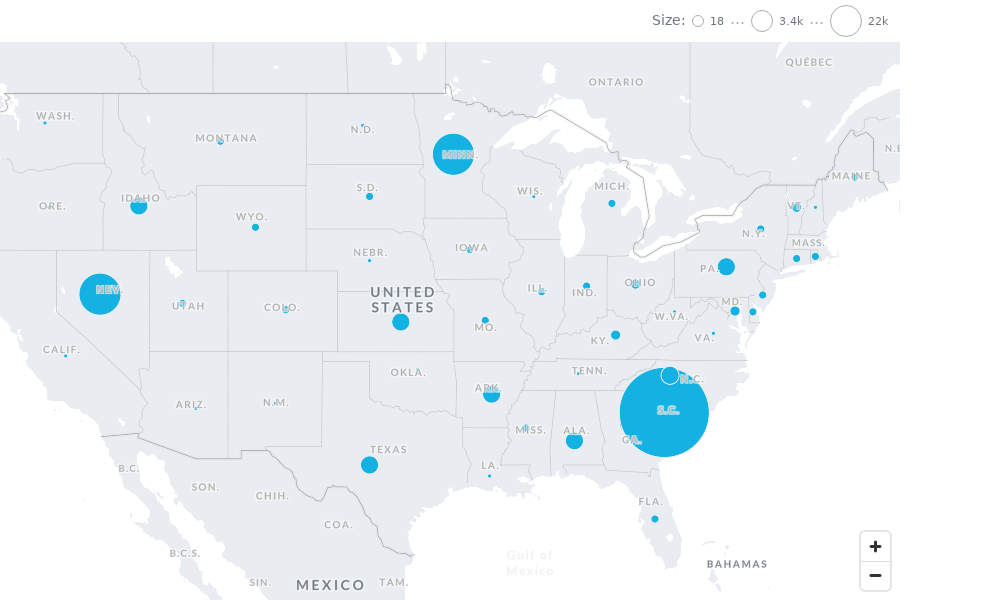 Size: 18 ... 3.4k ... 22k
QUÉBEC
ONTARIO
WASH.
MONTANA
N.D.
MINN.
N.B
ORE.
IDAHO
S.D.
WIS.
MICH.
MAINE
WYO.
VT.
N.Y.
MASS.
NEBR.
IOWA
NEV.
UTAH
COLO.
UNITED
STATES
ILL.
IND.
OHIO
PA.
MD.
W.VA.
MO.
KY.
VA.
CALIF.
OKLA.
TENN.
N.C.
ARIZ.
N.M.
ARK.
S.C.
MISS.
ALA.
GA.
TEXAS
LA.
B.C.
SON.
CHIH.
FLA.
COA.
B.C.S.
Gulf of
Mexico
BAHAMAS
SIN.
MEXICO
TAM.
+
−